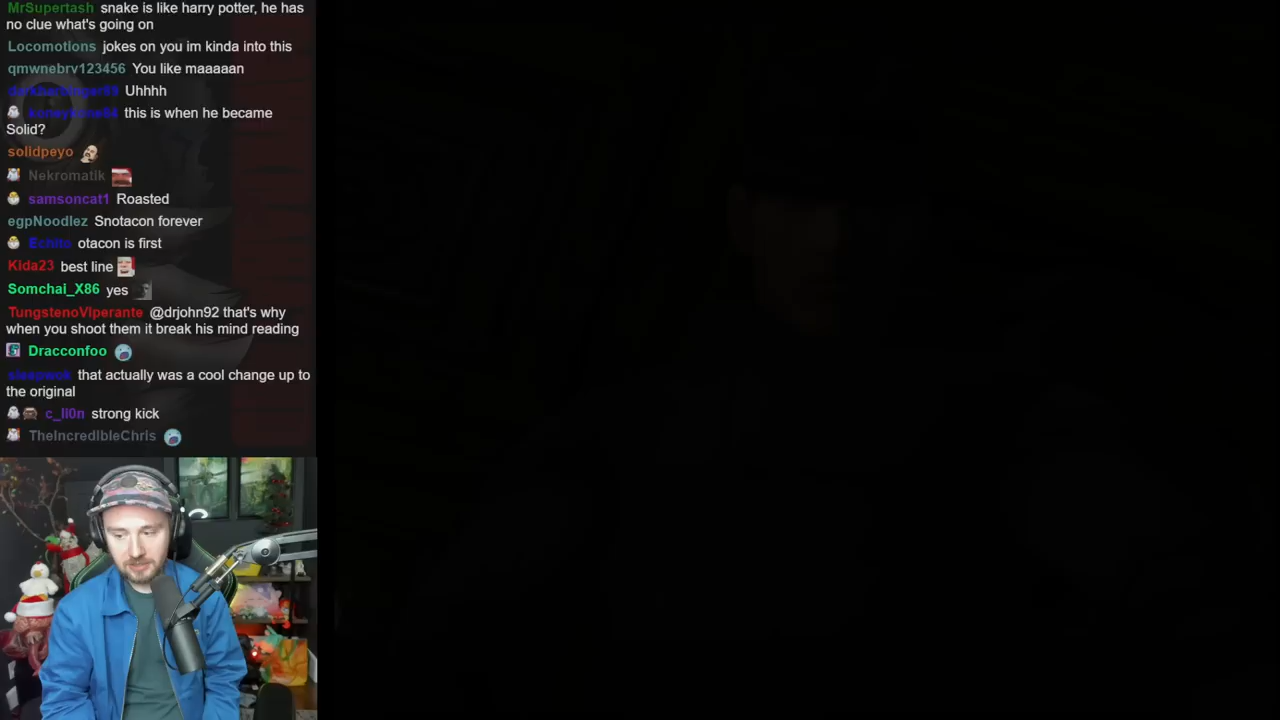 MrSupertash snake is like harry potter, he has
no clue what's going on
Locomotions jokes on you im kinda into this
qmwnebrv123456 You like maaaaan
Uhhhh
this is when he became
Solid?
solidpeyo
Nekromatik
samsoncat1 Roasted
egpNoodlez Snotacon forever
otacon is first
Kida23 best line
Somchai_X86 yes
TungstenoVIperante @drjohn92 that's why
when you shoot them it break his mind reading
Dracconfoo
that actually was a cool change up to
the original
c_li0n strong kick
TheIncredIbleChris